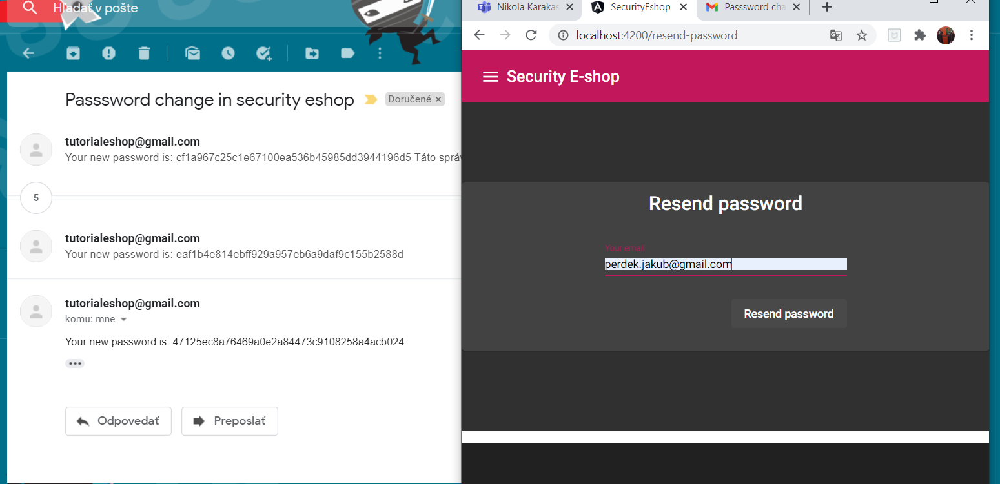 Hľadať v pošte
Passsword change in security eshop
Doručené ×
tutorialeshop@gmail.com
Your new password is: cf1a967c25c1e67100ea536b45985dd3944196d5 Táto sprá
5
tutorialeshop@gmail.com
Your new password is: eaf1b4e814ebff929a957eb6a9daf9c155b2588d
tutorialeshop@gmail.com
komu: mne
Your new password is: 47125ec8a76469a0e2a84473c9108258a4acb024
Odpovedať
Preposlať
Nikola Karakas
SecurityEshop
Passsword cha
localhost:4200/resend-password
Security E-shop
Resend password
Your email
perdek.jakub@gmail.com
Resend password